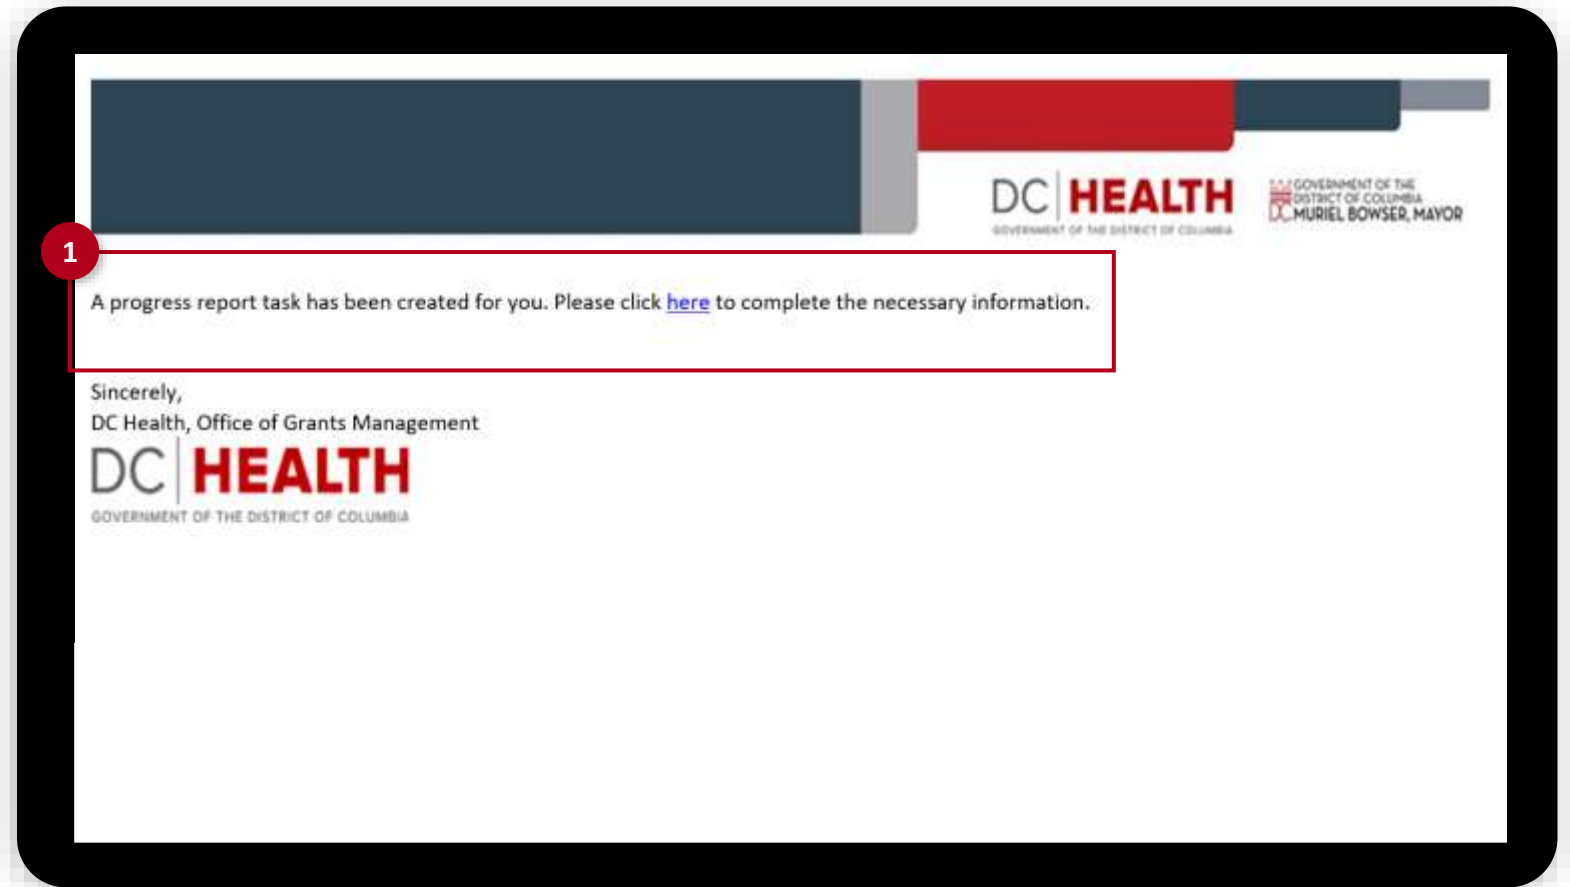 DC HEALTH
GOVERNMENT OF THE DISTRICT OF COLUMBIA
GOVERNMENT OF THE
DISTRICT OF COLUMBIA
DC MURIEL BOWSER, MAYOR
1
A progress report task has been created for you. Please click here to complete the necessary information.
Sincerely,
DC Health, Office of Grants Management
DC HEALTH
GOVERNMENT OF THE DISTRICT OF COLUMBIA